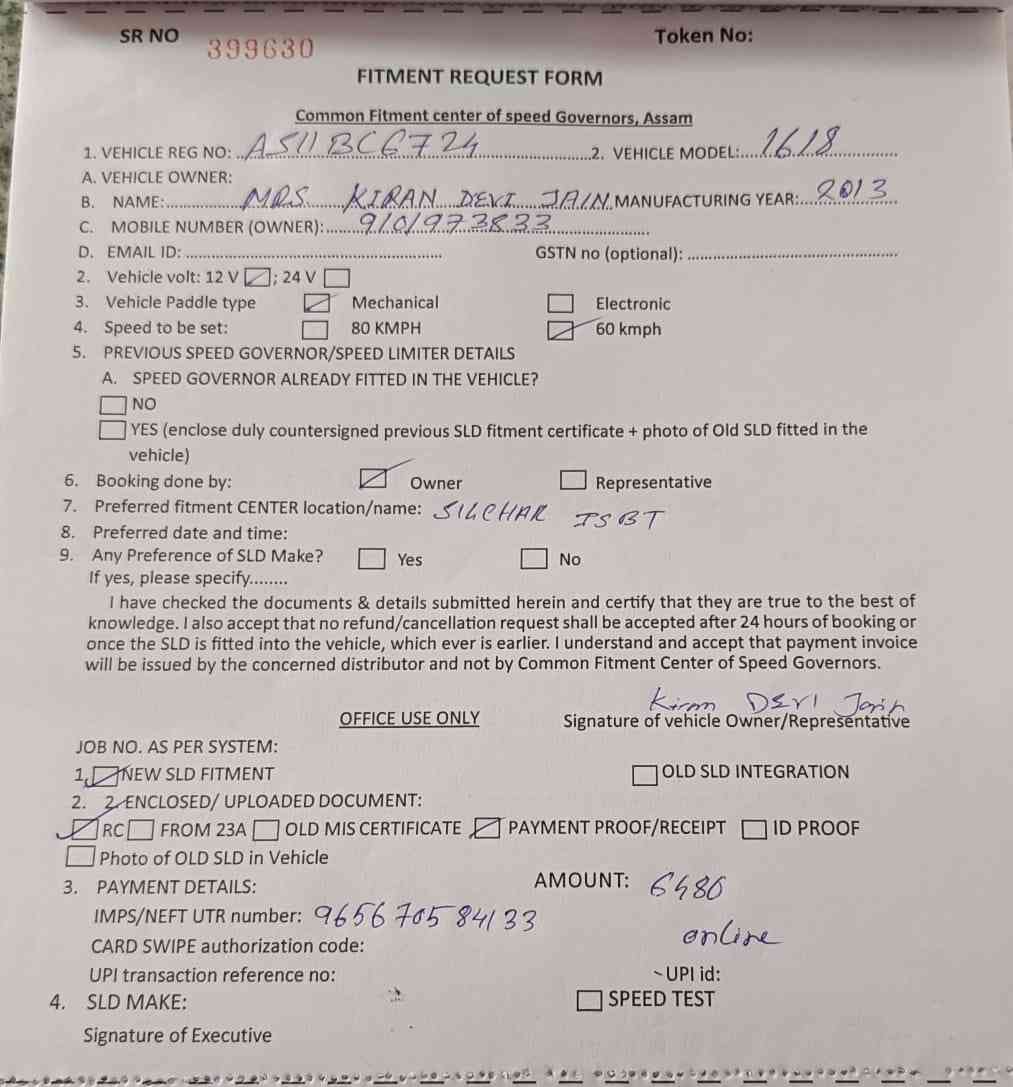 SR NO 399630 Token No:
FITMENT REQUEST FORM
Common Fitment center of speed Governors, Assam
1. VEHICLE REG NO: AS11BC6724 2. VEHICLE MODEL: 1618
A. VEHICLE OWNER:
B. NAME: MRS KIRAN DEVI JAIN MANUFACTURING YEAR: 2013
C. MOBILE NUMBER (OWNER): 9101973833
D. EMAIL ID: GSTN no (optional):
2. Vehicle volt: 12 V ; 24 V
3. Vehicle Paddle type Mechanical Electronic
4. Speed to be set: 80 KMPH 60 kmph
5. PREVIOUS SPEED GOVERNOR/SPEED LIMITER DETAILS
A. SPEED GOVERNOR ALREADY FITTED IN THE VEHICLE?
NO
YES (enclose duly countersigned previous SLD fitment certificate + photo of Old SLD fitted in the
vehicle)
6. Booking done by: Owner Representative
7. Preferred fitment CENTER location/name: SILCHAR ISBT
8. Preferred date and time:
9. Any Preference of SLD Make? Yes No
If yes, please specify........
I have checked the documents & details submitted herein and certify that they are true to the best of
knowledge. I also accept that no refund/cancellation request shall be accepted after 24 hours of booking or
once the SLD is fitted into the vehicle, which ever is earlier. I understand and accept that payment invoice
will be issued by the concerned distributor and not by Common Fitment Center of Speed Governors.
Kiran DEVI Jain
OFFICE USE ONLY Signature of vehicle Owner/Representative
JOB NO. AS PER SYSTEM:
1. NEW SLD FITMENT OLD SLD INTEGRATION
2. 2.ENCLOSED/ UPLOADED DOCUMENT:
RC FROM 23A OLD MIS CERTIFICATE PAYMENT PROOF/RECEIPT ID PROOF
Photo of OLD SLD in Vehicle
3. PAYMENT DETAILS: AMOUNT: 6480
IMPS/NEFT UTR number: 965670584133
online
CARD SWIPE authorization code:
UPI transaction reference no: UPI id:
4. SLD MAKE: SPEED TEST
Signature of Executive